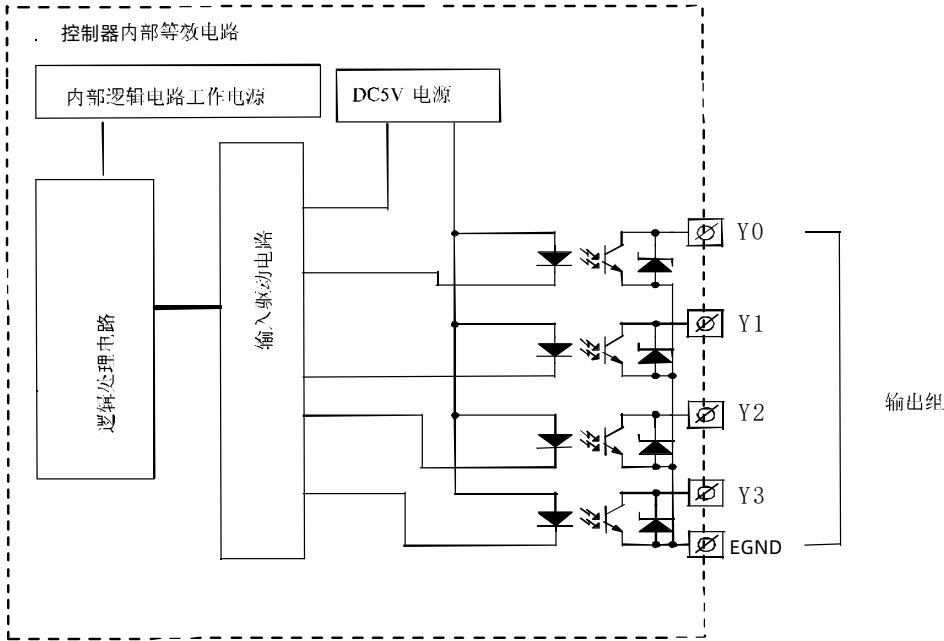 控制器内部等效电路
内部逻辑电路工作电源
DC5V 电源
逻辑处理电路
输入驱动电路
Y0
Y1
Y2
Y3
EGND
输出组